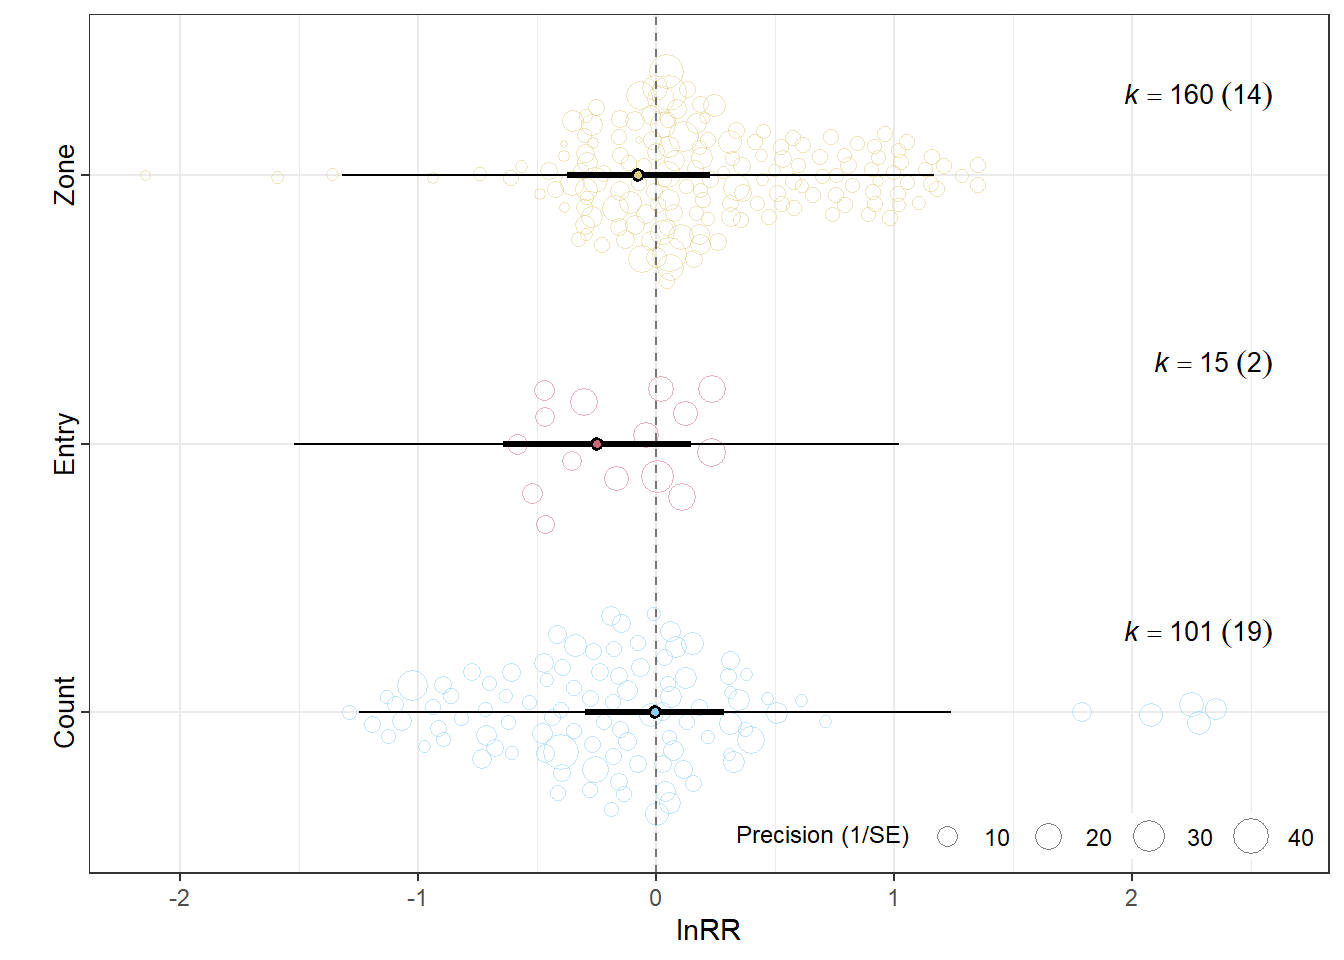 Zone
k = 160 (14)
Entry
k = 15 (2)
Count
k = 101 (19)
Precision (1/SE) 10 20 30 40
-2 -1 0 1 2
lnRR